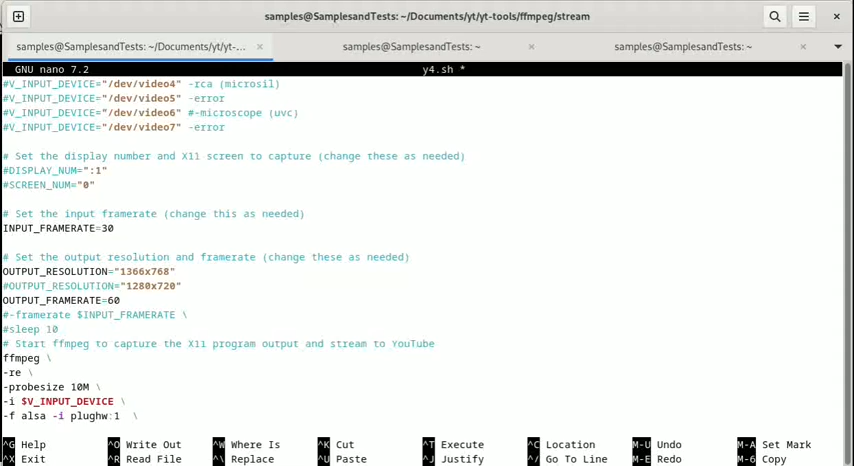 samples@SamplesandTests: ~/Documents/yt/yt-tools/ffmpeg/stream
samples@SamplesandTests: ~/Documents/yt/yt-... × samples@SamplesandTests: ~ × samples@SamplesandTests: ~ ×
GNU nano 7.2 y4.sh *
#V_INPUT_DEVICE="/dev/video4" -rca (microsil)
#V_INPUT_DEVICE="/dev/video5" -error
#V_INPUT_DEVICE="/dev/video6" #-microscope (uvc)
#V_INPUT_DEVICE="/dev/video7" -error
# Set the display number and X11 screen to capture (change these as needed)
#DISPLAY_NUM=":1"
#SCREEN_NUM="0"
# Set the input framerate (change this as needed)
INPUT_FRAMERATE=30
# Set the output resolution and framerate (change these as needed)
OUTPUT_RESOLUTION="1366x768"
#OUTPUT_RESOLUTION="1280x720"
OUTPUT_FRAMERATE=60
#-framerate $INPUT_FRAMERATE \
#sleep 10
# Start ffmpeg to capture the X11 program output and stream to YouTube
ffmpeg \
-re \
-probesize 10M \
-i $V_INPUT_DEVICE \
-f alsa -i plughw:1 \
^G Help ^O Write Out ^W Where Is ^K Cut ^T Execute ^C Location M-U Undo M-A Set Mark
^X Exit ^R Read File ^\ Replace ^U Paste ^J Justify ^/ Go To Line M-E Redo M-6 Copy